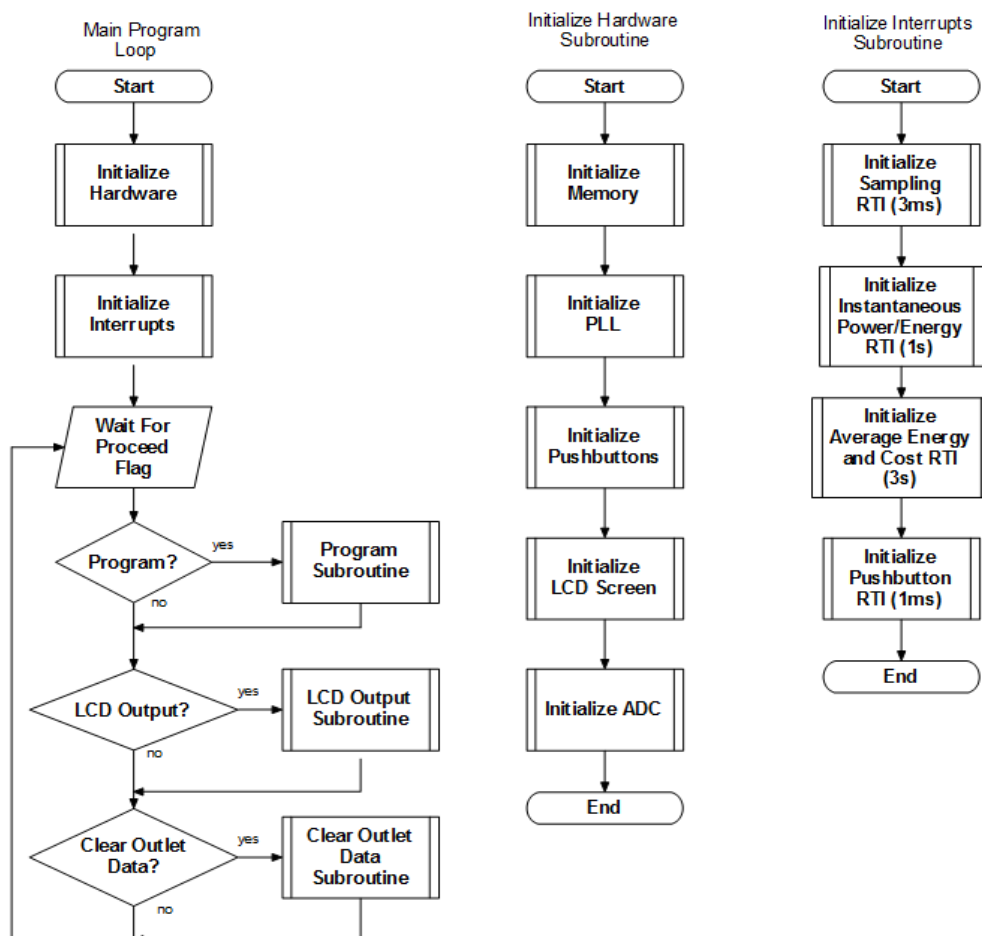 Main Program
Loop
Start
Initialize
Hardware
Initialize
Interrupts
Wait For
Proceed
Flag
Program?
yes
no
Program
Subroutine
LCD Output?
yes
no
LCD Output
Subroutine
Clear Outlet
Data?
yes
no
Clear Outlet
Data
Subroutine
Initialize Hardware
Subroutine
Start
Initialize
Memory
Initialize
PLL
Initialize
Pushbuttons
Initialize
LCD Screen
Initialize ADC
End
Initialize Interrupts
Subroutine
Start
Initialize
Sampling
RTI (3ms)
Initialize
Instantaneous
Power/Energy
RTI (1s)
Initialize
Average Energy
and Cost RTI
(3s)
Initialize
Pushbutton
RTI (1ms)
End